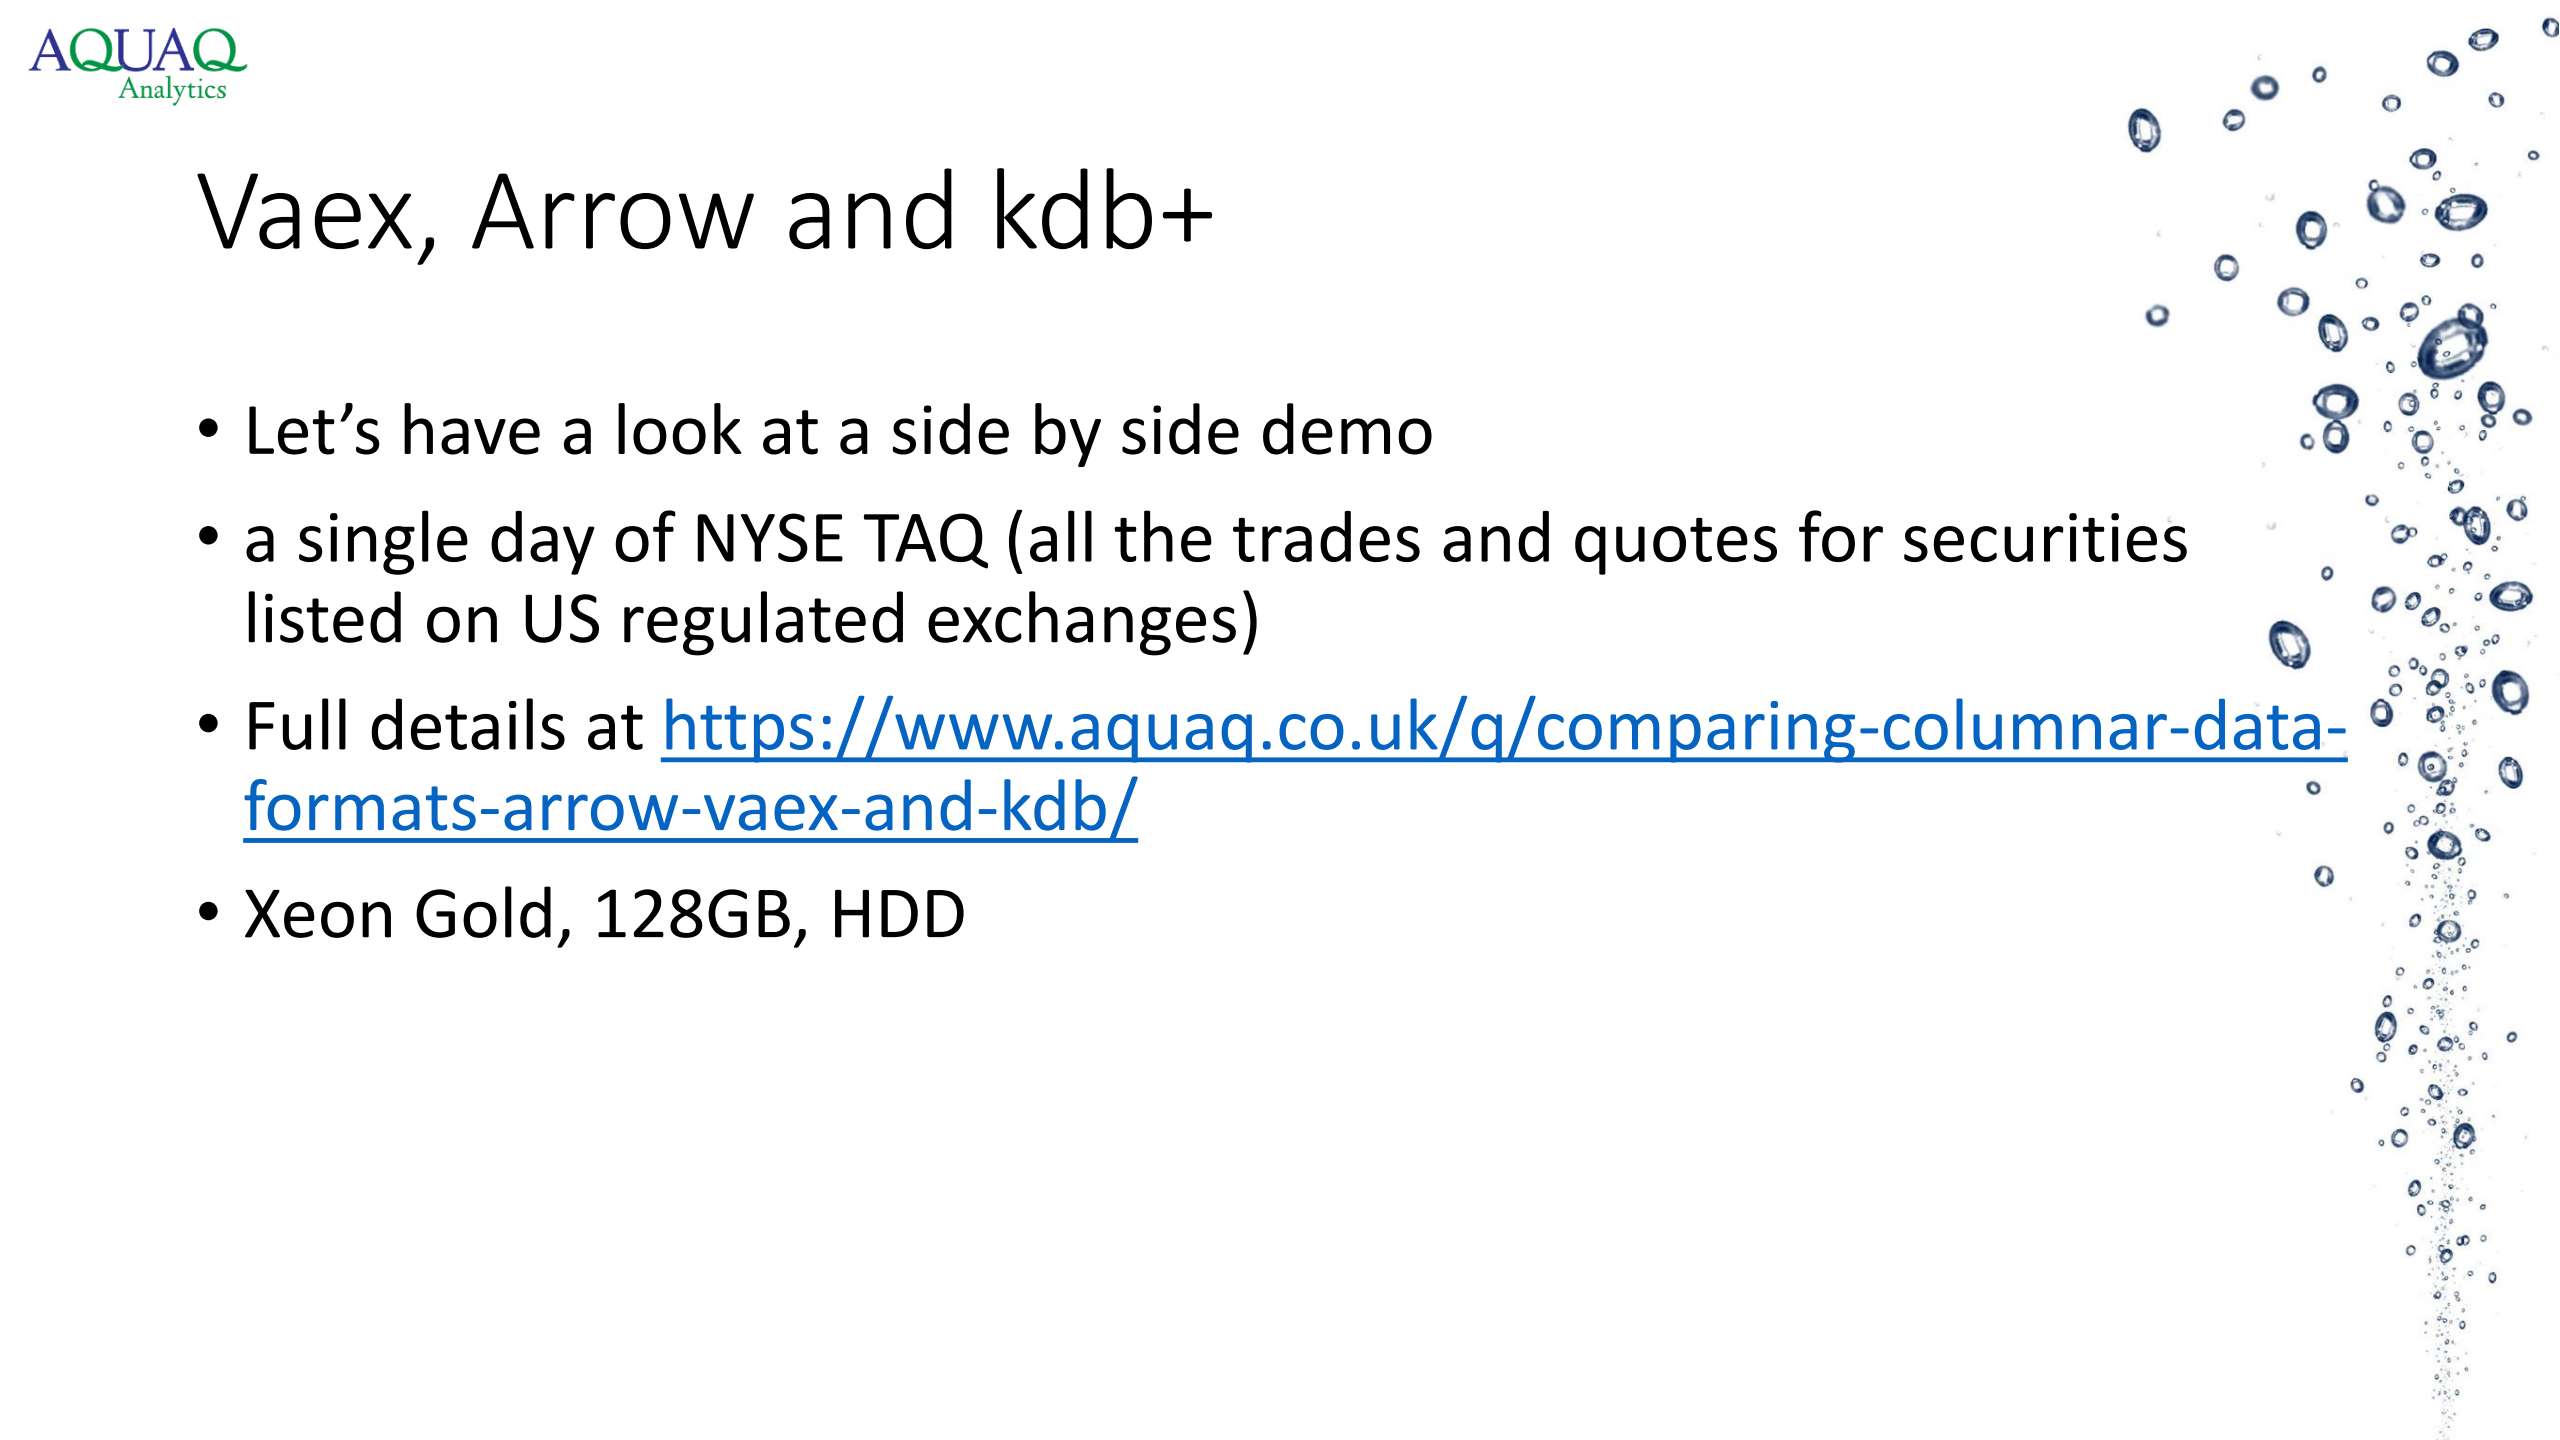 AQUAQ
Analytics
Vaex, Arrow and kdb+
• Let’s have a look at a side by side demo
• a single day of NYSE TAQ (all the trades and quotes for securities
listed on US regulated exchanges)
• Full details at https://www.aquaq.co.uk/q/comparing-columnar-data-
formats-arrow-vaex-and-kdb/
• Xeon Gold, 128GB, HDD